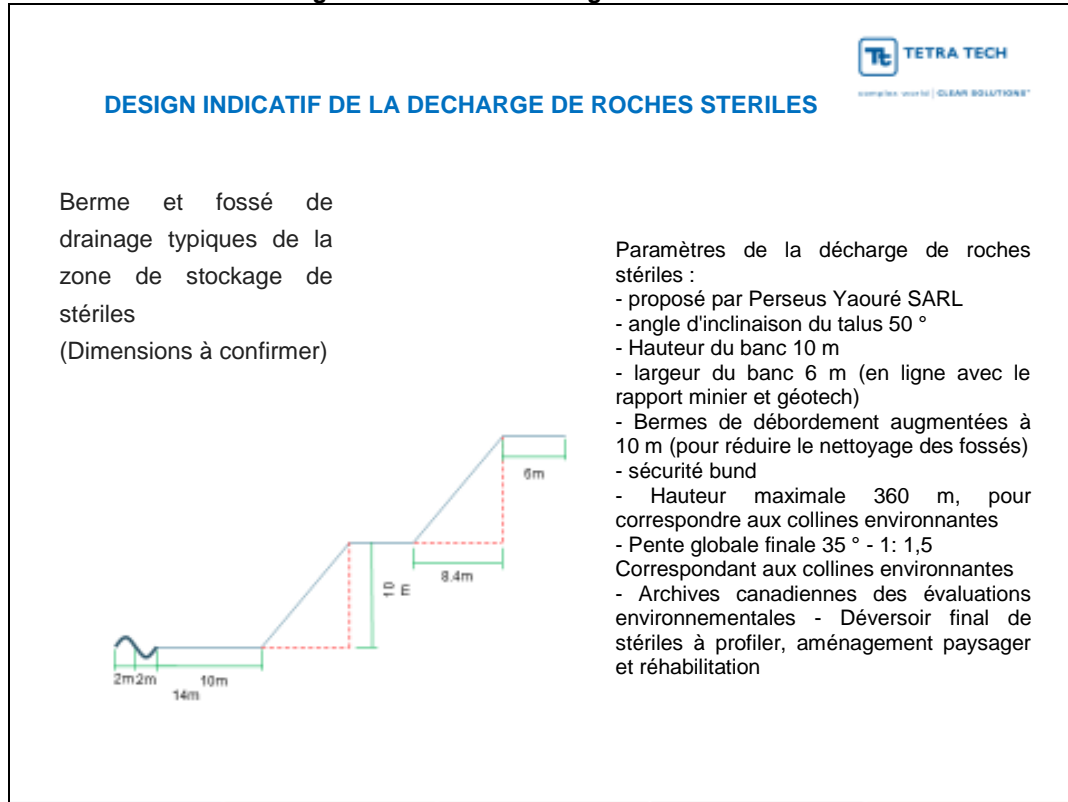 TETRA TECH
complex world | CLEAR SOLUTIONS™
DESIGN INDICATIF DE LA DECHARGE DE ROCHES STERILES
Berme et fossé de
drainage typiques de la
zone de stockage de
stériles
(Dimensions à confirmer)
Paramètres de la décharge de roches
stériles :
- proposé par Perseus Yaouré SARL
- angle d'inclinaison du talus 50 °
- Hauteur du banc 10 m
- largeur du banc 6 m (en ligne avec le
rapport minier et géotech)
- Bermes de débordement augmentées à
10 m (pour réduire le nettoyage des fossés)
- sécurité bund
- Hauteur maximale 360 m, pour
correspondre aux collines environnantes
- Pente globale finale 35 ° - 1: 1,5
Correspondant aux collines environnantes
- Archives canadiennes des évaluations
environnementales - Déversoir final de
stériles à profiler, aménagement paysager
et réhabilitation
6m
8.4m
10 m
2m 2m 10m
14m